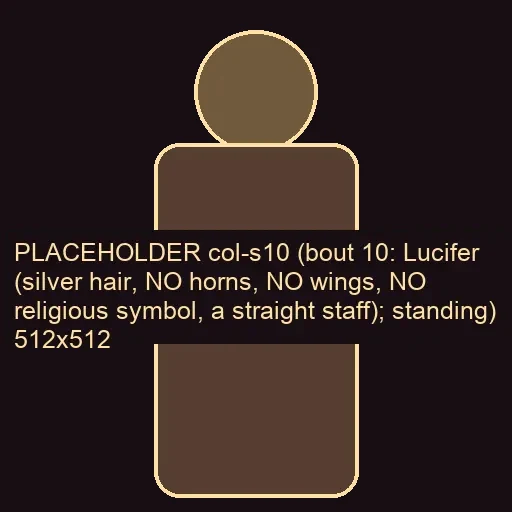 PLACEHOLDER col-s10 (bout 10: Lucifer
(silver hair, NO horns, NO wings, NO
religious symbol, a straight staff); standing)
512x512